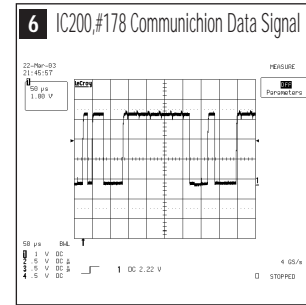 6 IC200,#178 Communichion Data Signal
22-Mar-03
21:45:57
MEASURE
1
50 µs
1.00 V
LeCroy
OFF
Parameters
1
50 µs BWL
1 1 V DC
2 .5 V DC
3 .5 V DC
4 .5 V DC
1 DC 2.22 V
4 GS/s
STOPPED